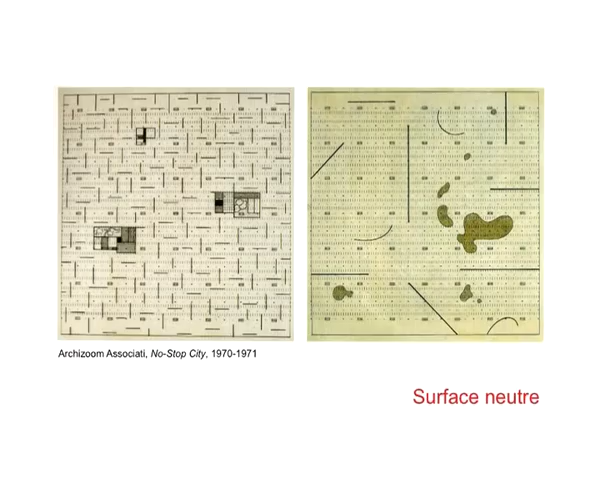 Archizoom Associati, No-Stop City, 1970-1971
Surface neutre